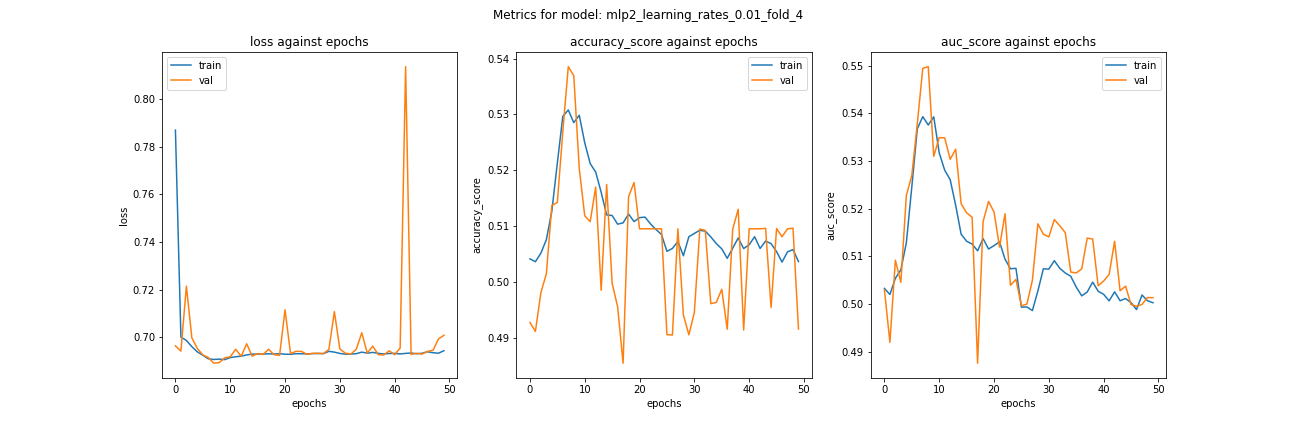 Metrics for model: mlp2_learning_rates_0.01_fold_4
loss against epochs
train
val
0.80
0.78
0.76
0.74
0.72
0.70
loss
0
10
20
30
40
50
epochs
accuracy_score against epochs
train
val
0.54
0.53
0.52
0.51
0.50
0.49
accuracy_score
0
10
20
30
40
50
epochs
auc_score against epochs
train
val
0.55
0.54
0.53
0.52
0.51
0.50
0.49
auc_score
0
10
20
30
40
50
epochs